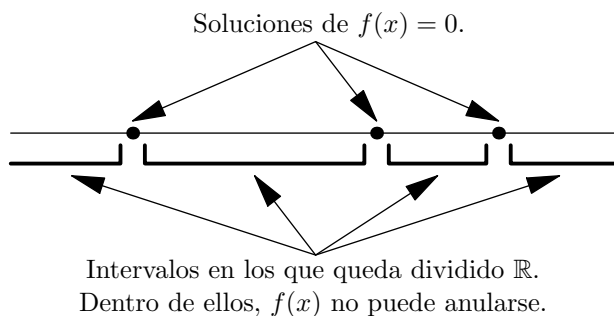 Soluciones de $f(x) = 0$.
Intervalos en los que queda dividido $\mathbb{R}$.
Dentro de ellos, $f(x)$ no puede anularse.